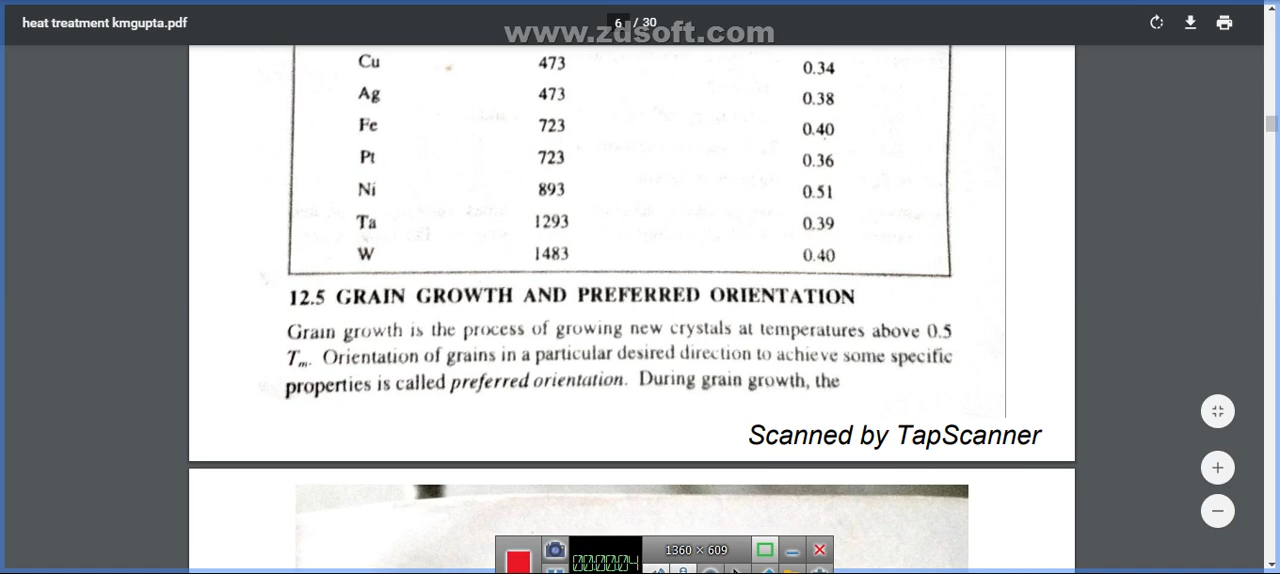 heat treatment kmgupta.pdf
6 / 30
www.zdsoft.com
Cu 473 0.34
Ag 473 0.38
Fe 723 0.40
Pt 723 0.36
Ni 893 0.51
Ta 1293 0.39
W 1483 0.40
12.5 GRAIN GROWTH AND PREFERRED ORIENTATION
Grain growth is the process of growing new crystals at temperatures above 0.5
Tm. Orientation of grains in a particular desired direction to achieve some specific
properties is called preferred orientation. During grain growth, the
Scanned by TapScanner
00:00:04
1360 × 609